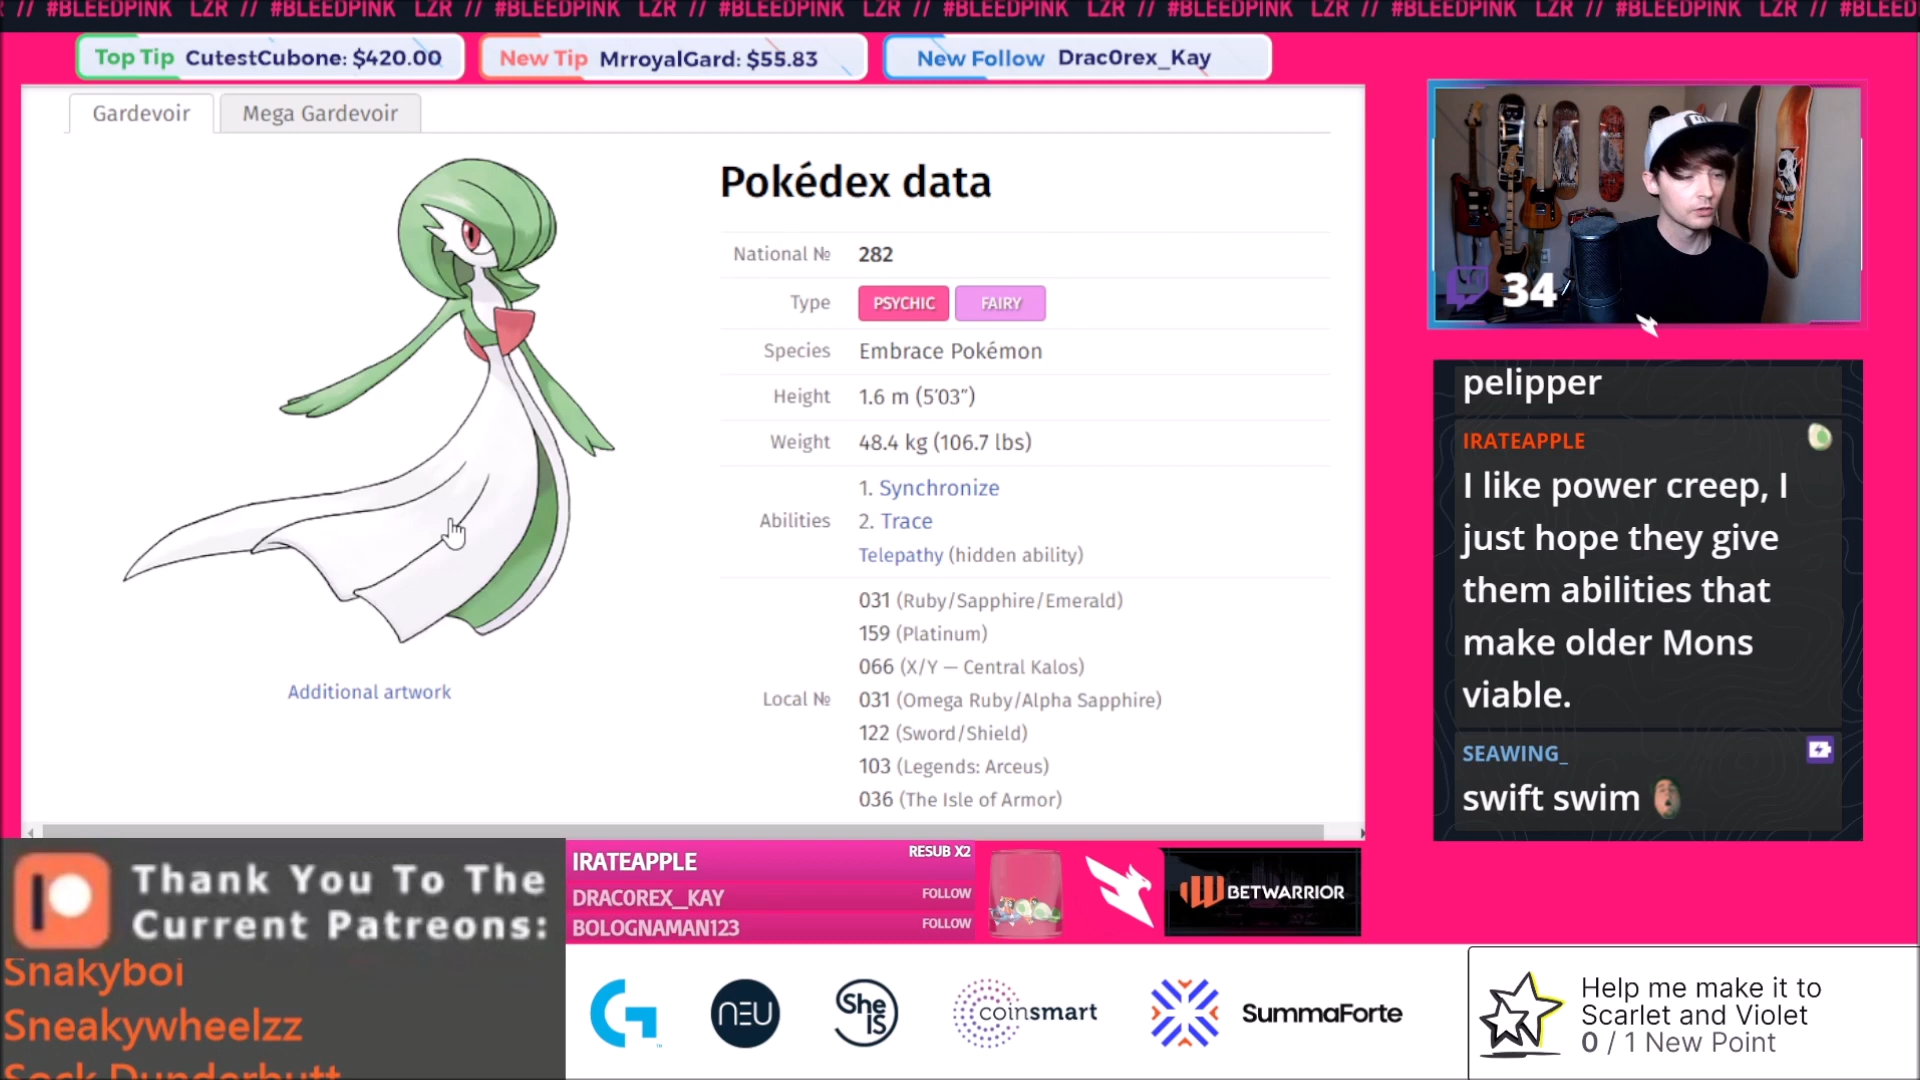 // #BLEEDPINK LZR // #BLEEDPINK LZR // #BLEEDPINK LZR // #BLEEDPINK LZR // #BLEEDPINK LZR // #BLEEDPINK LZR // #BLEEDPINK LZR // #BLEEDPINK LZR // #BLEED
Top Tip CutestCubone: $420.00
New Tip MrroyalGard: $55.83
New Follow Drac0rex_Kay
Gardevoir
Mega Gardevoir
Pokédex data
National № 282
Type PSYCHIC FAIRY
Species Embrace Pokémon
Height 1.6 m (5′03″)
Weight 48.4 kg (106.7 lbs)
Abilities 1. Synchronize
2. Trace
Telepathy (hidden ability)
Local № 031 (Ruby/Sapphire/Emerald)
159 (Platinum)
066 (X/Y — Central Kalos)
031 (Omega Ruby/Alpha Sapphire)
122 (Sword/Shield)
103 (Legends: Arceus)
036 (The Isle of Armor)
Additional artwork
34
pelipper
IRATEAPPLE
I like power creep, I
just hope they give
them abilities that
make older Mons
viable.
SEAWING_
swift swim
Thank You To The
Current Patreons:
Snakyboi
Sneakywheelzz
Sock Dunderbutt
IRATEAPPLE RESUB X2
DRAC0REX_KAY FOLLOW
BOLOGNAMAN123 FOLLOW
BETWARRIOR
NEU
She
IS
coinsmart
SummaForte
Help me make it to
Scarlet and Violet
0 / 1 New Point